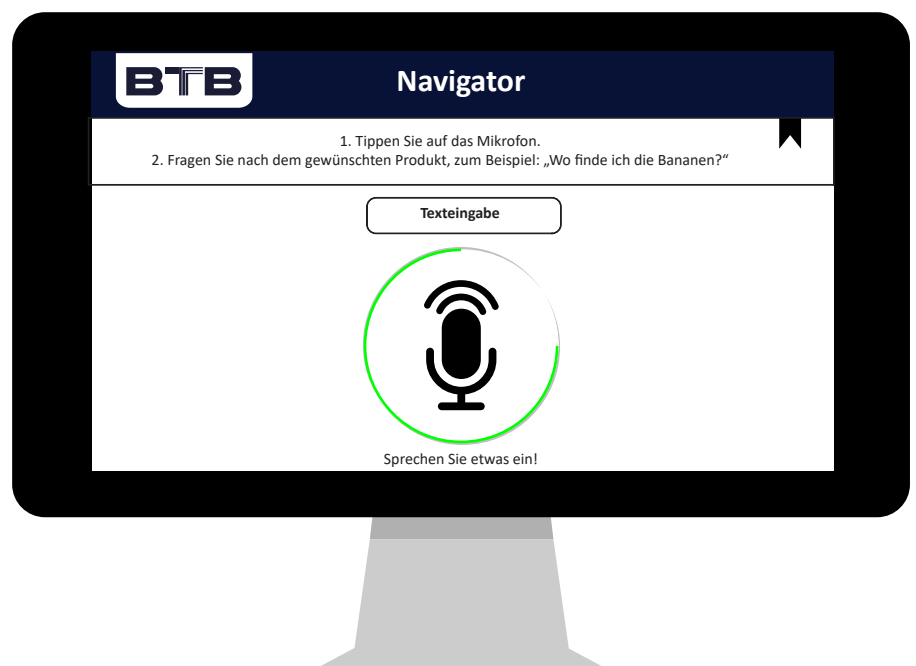 BTB
Navigator
1. Tippen Sie auf das Mikrofon.
2. Fragen Sie nach dem gewünschten Produkt, zum Beispiel: „Wo finde ich die Bananen?“
Texteingabe
Sprechen Sie etwas ein!